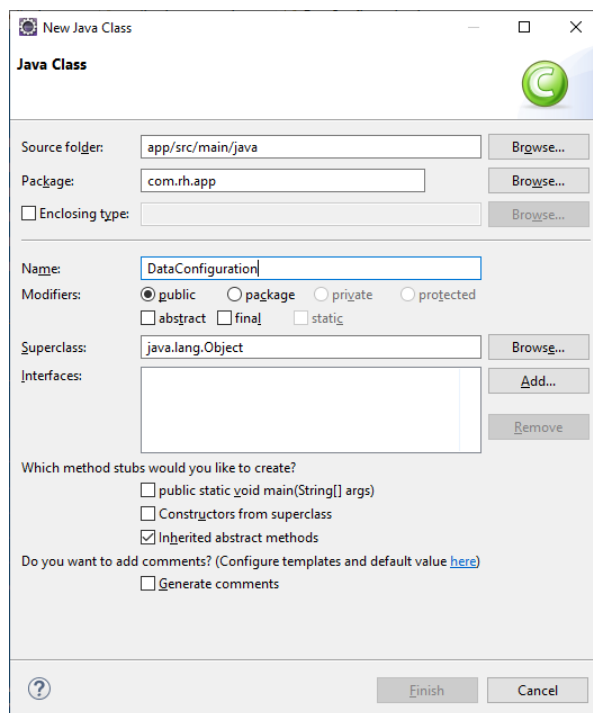 New Java Class
Java Class
Source folder: app/src/main/java Browse...
Package: com.rh.app Browse...
Enclosing type: Browse...
Name: DataConfiguration
Modifiers: public package private protected
abstract final static
Superclass: java.lang.Object Browse...
Interfaces: Add...
Remove
Which method stubs would you like to create?
public static void main(String[] args)
Constructors from superclass
Inherited abstract methods
Do you want to add comments? (Configure templates and default value here)
Generate comments
? Finish Cancel